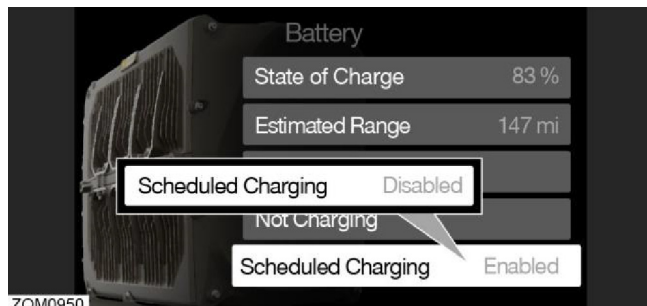 Battery
State of Charge 83 %
Estimated Range 147 mi
Scheduled Charging Disabled
Not Charging
Scheduled Charging Enabled
ZOM0950